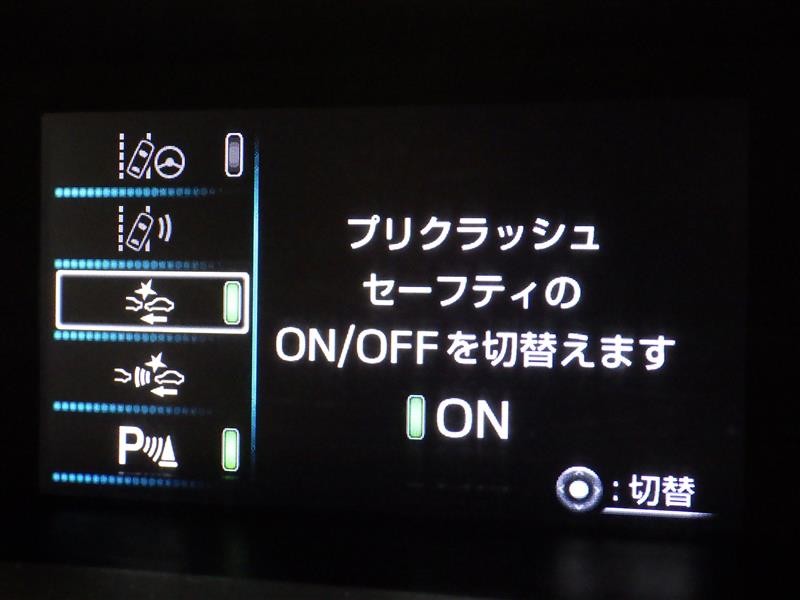 プリクラッシュ
セーフティの
ON/OFFを切替えます
ON
P
:切替